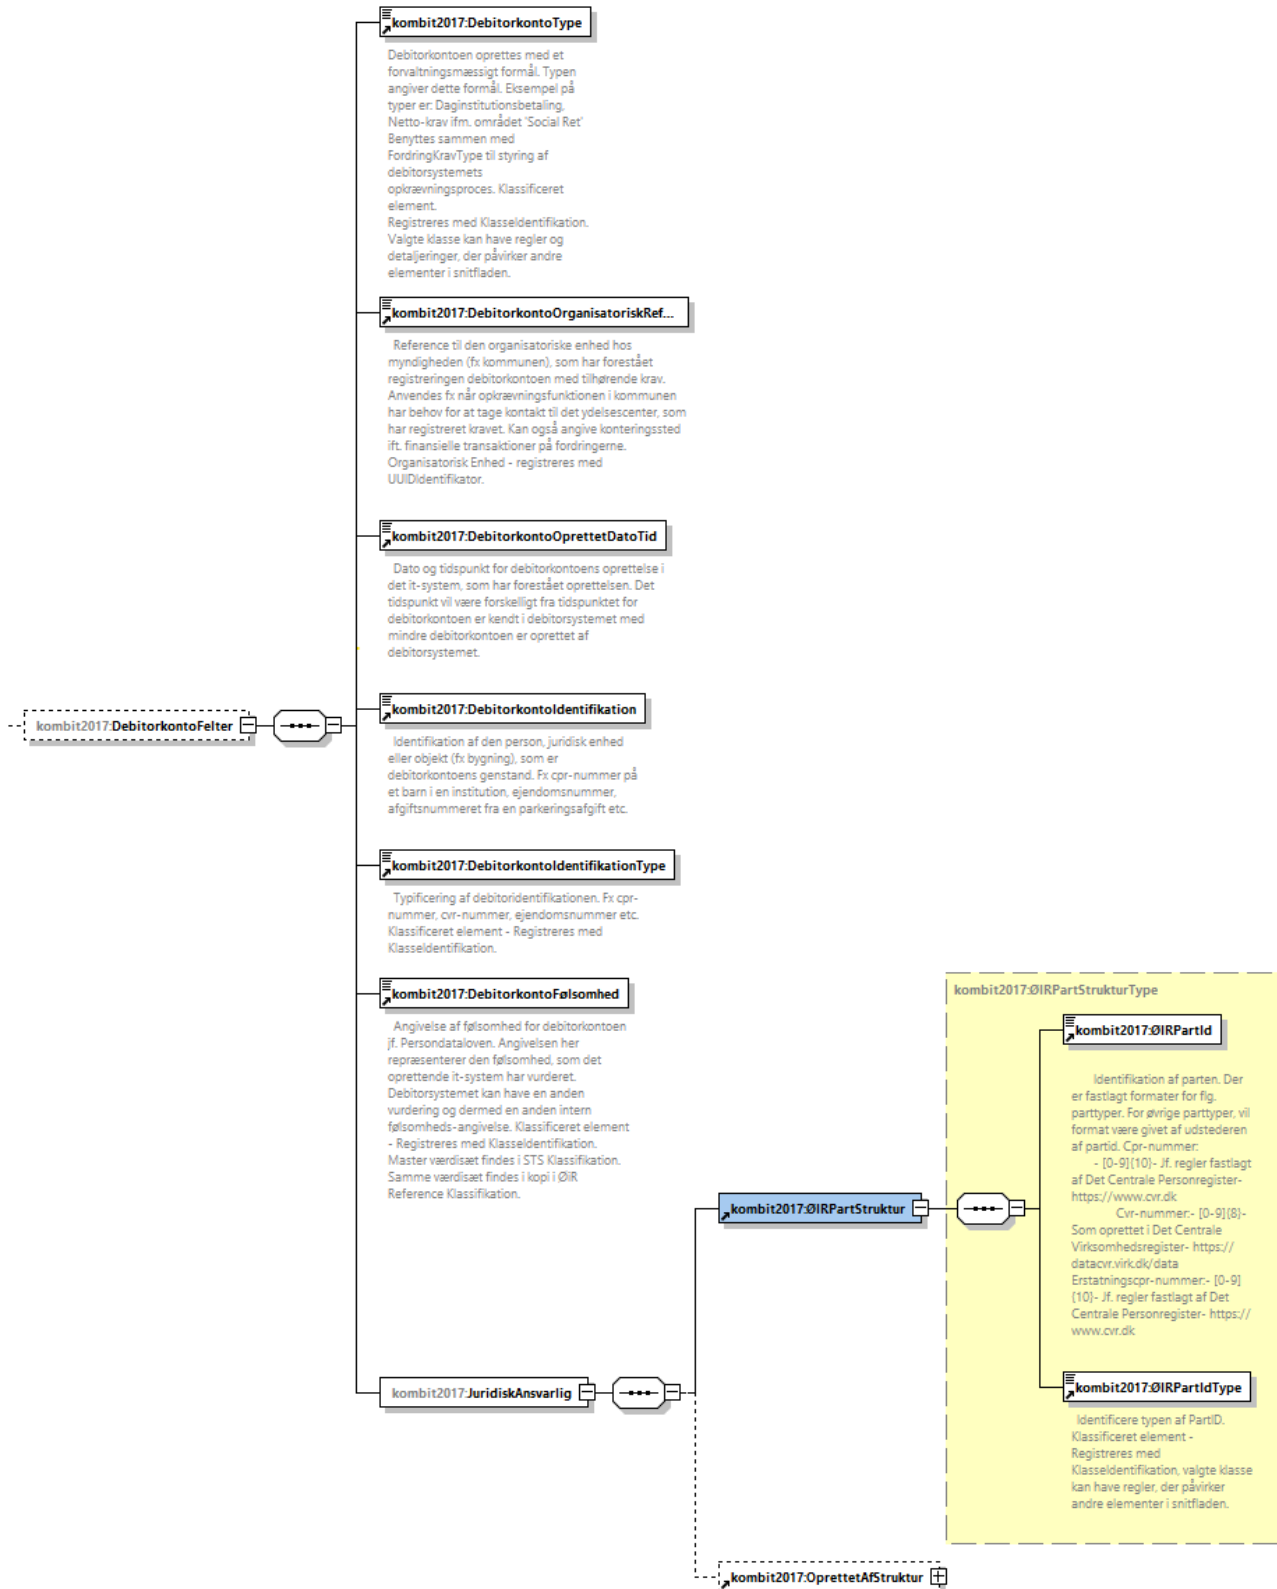 kombit2017:DebitorkontoType
Debitorkontoen oprettes med et
forvaltningsmæssigt formål. Typen
angiver dette formål. Eksempel på
typer er: Daginstitutionsbetaling,
Netto-krav ifm. området 'Social Ret'
Benyttes sammen med
FordringKravType til styring af
debitorsystemets
opkrævningsproces. Klassificeret
element.
Registreres med KlasseIdentifikation.
Valgte klasse kan have regler og
detaljeringer, der påvirker andre
elementer i snitfladen.
kombit2017:DebitorkontoOrganisatoriskRef...
Reference til den organisatoriske enhed hos
myndigheden (fx kommunen), som har forestået
registreringen debitorkontoen med tilhørende krav.
Anvendes fx når opkrævningsfunktionen i kommunen
har behov for at tage kontakt til det ydelsescenter, som
har registreret kravet. Kan også angive konteringssted
ift. finansielle transaktioner på fordringerne.
Organisatorisk Enhed - registreres med
UUIDIdentifikator.
kombit2017:DebitorkontoOprettetDatoTid
Dato og tidspunkt for debitorkontoens oprettelse i
det it-system, som har forestået oprettelsen. Det
tidspunkt vil være forskelligt fra tidspunktet for
debitorkontoen er kendt i debitorsystemet med
mindre debitorkontoen er oprettet af
debitorsystemet.
kombit2017:DebitorkontoFelter
kombit2017:DebitorkontoIdentifikation
Identifikation af den person, juridisk enhed
eller objekt (fx bygning), som er
debitorkontoens genstand. Fx cpr-nummer på
et barn i en institution, ejendomsnummer,
afgiftsnummeret fra en parkeringsafgift etc.
kombit2017:DebitorkontoIdentifikationType
Typificering af debitoridentifikationen. Fx cpr-
nummer, cvr-nummer, ejendomsnummer etc.
Klassificeret element - Registreres med
KlasseIdentifikation.
kombit2017:DebitorkontoFølsomhed
Angivelse af følsomhed for debitorkontoen
jf. Persondataloven. Angivelsen her
repræsenterer den følsomhed, som det
oprettende it-system har vurderet.
Debitorsystemet kan have en anden
vurdering og dermed en anden intern
følsomheds-angivelse. Klassificeret element
- Registreres med KlasseIdentifikation.
Master værdisæt findes i STS Klassifikation.
Samme værdisæt findes i kopi i ØiR
Reference Klassifikation.
kombit2017:JuridiskAnsvarlig
kombit2017:ØIRPartStruktur
kombit2017:ØIRPartStrukturType
kombit2017:ØIRPartId
Identifikation af parten. Der
er fastlagt formater for flg.
parttyper. For øvrige parttyper, vil
format være givet af udstederen
af partid. Cpr-nummer:
- [0-9]{10}- Jf. regler fastlagt
af Det Centrale Personregister-
https://www.cvr.dk
Cvr-nummer:- [0-9]{8}-
Som oprettet i Det Centrale
Virksomhedsregister- https://
datacvr.virk.dk/data
Erstatningscpr-nummer:- [0-9]
{10}- Jf. regler fastlagt af Det
Centrale Personregister- https://
www.cvr.dk
kombit2017:ØIRPartIdType
Identificere typen af PartID.
Klassificeret element -
Registreres med
KlasseIdentifikation, valgte klasse
kan have regler, der påvirker
andre elementer i snitfladen.
kombit2017:OprettetAfStruktur